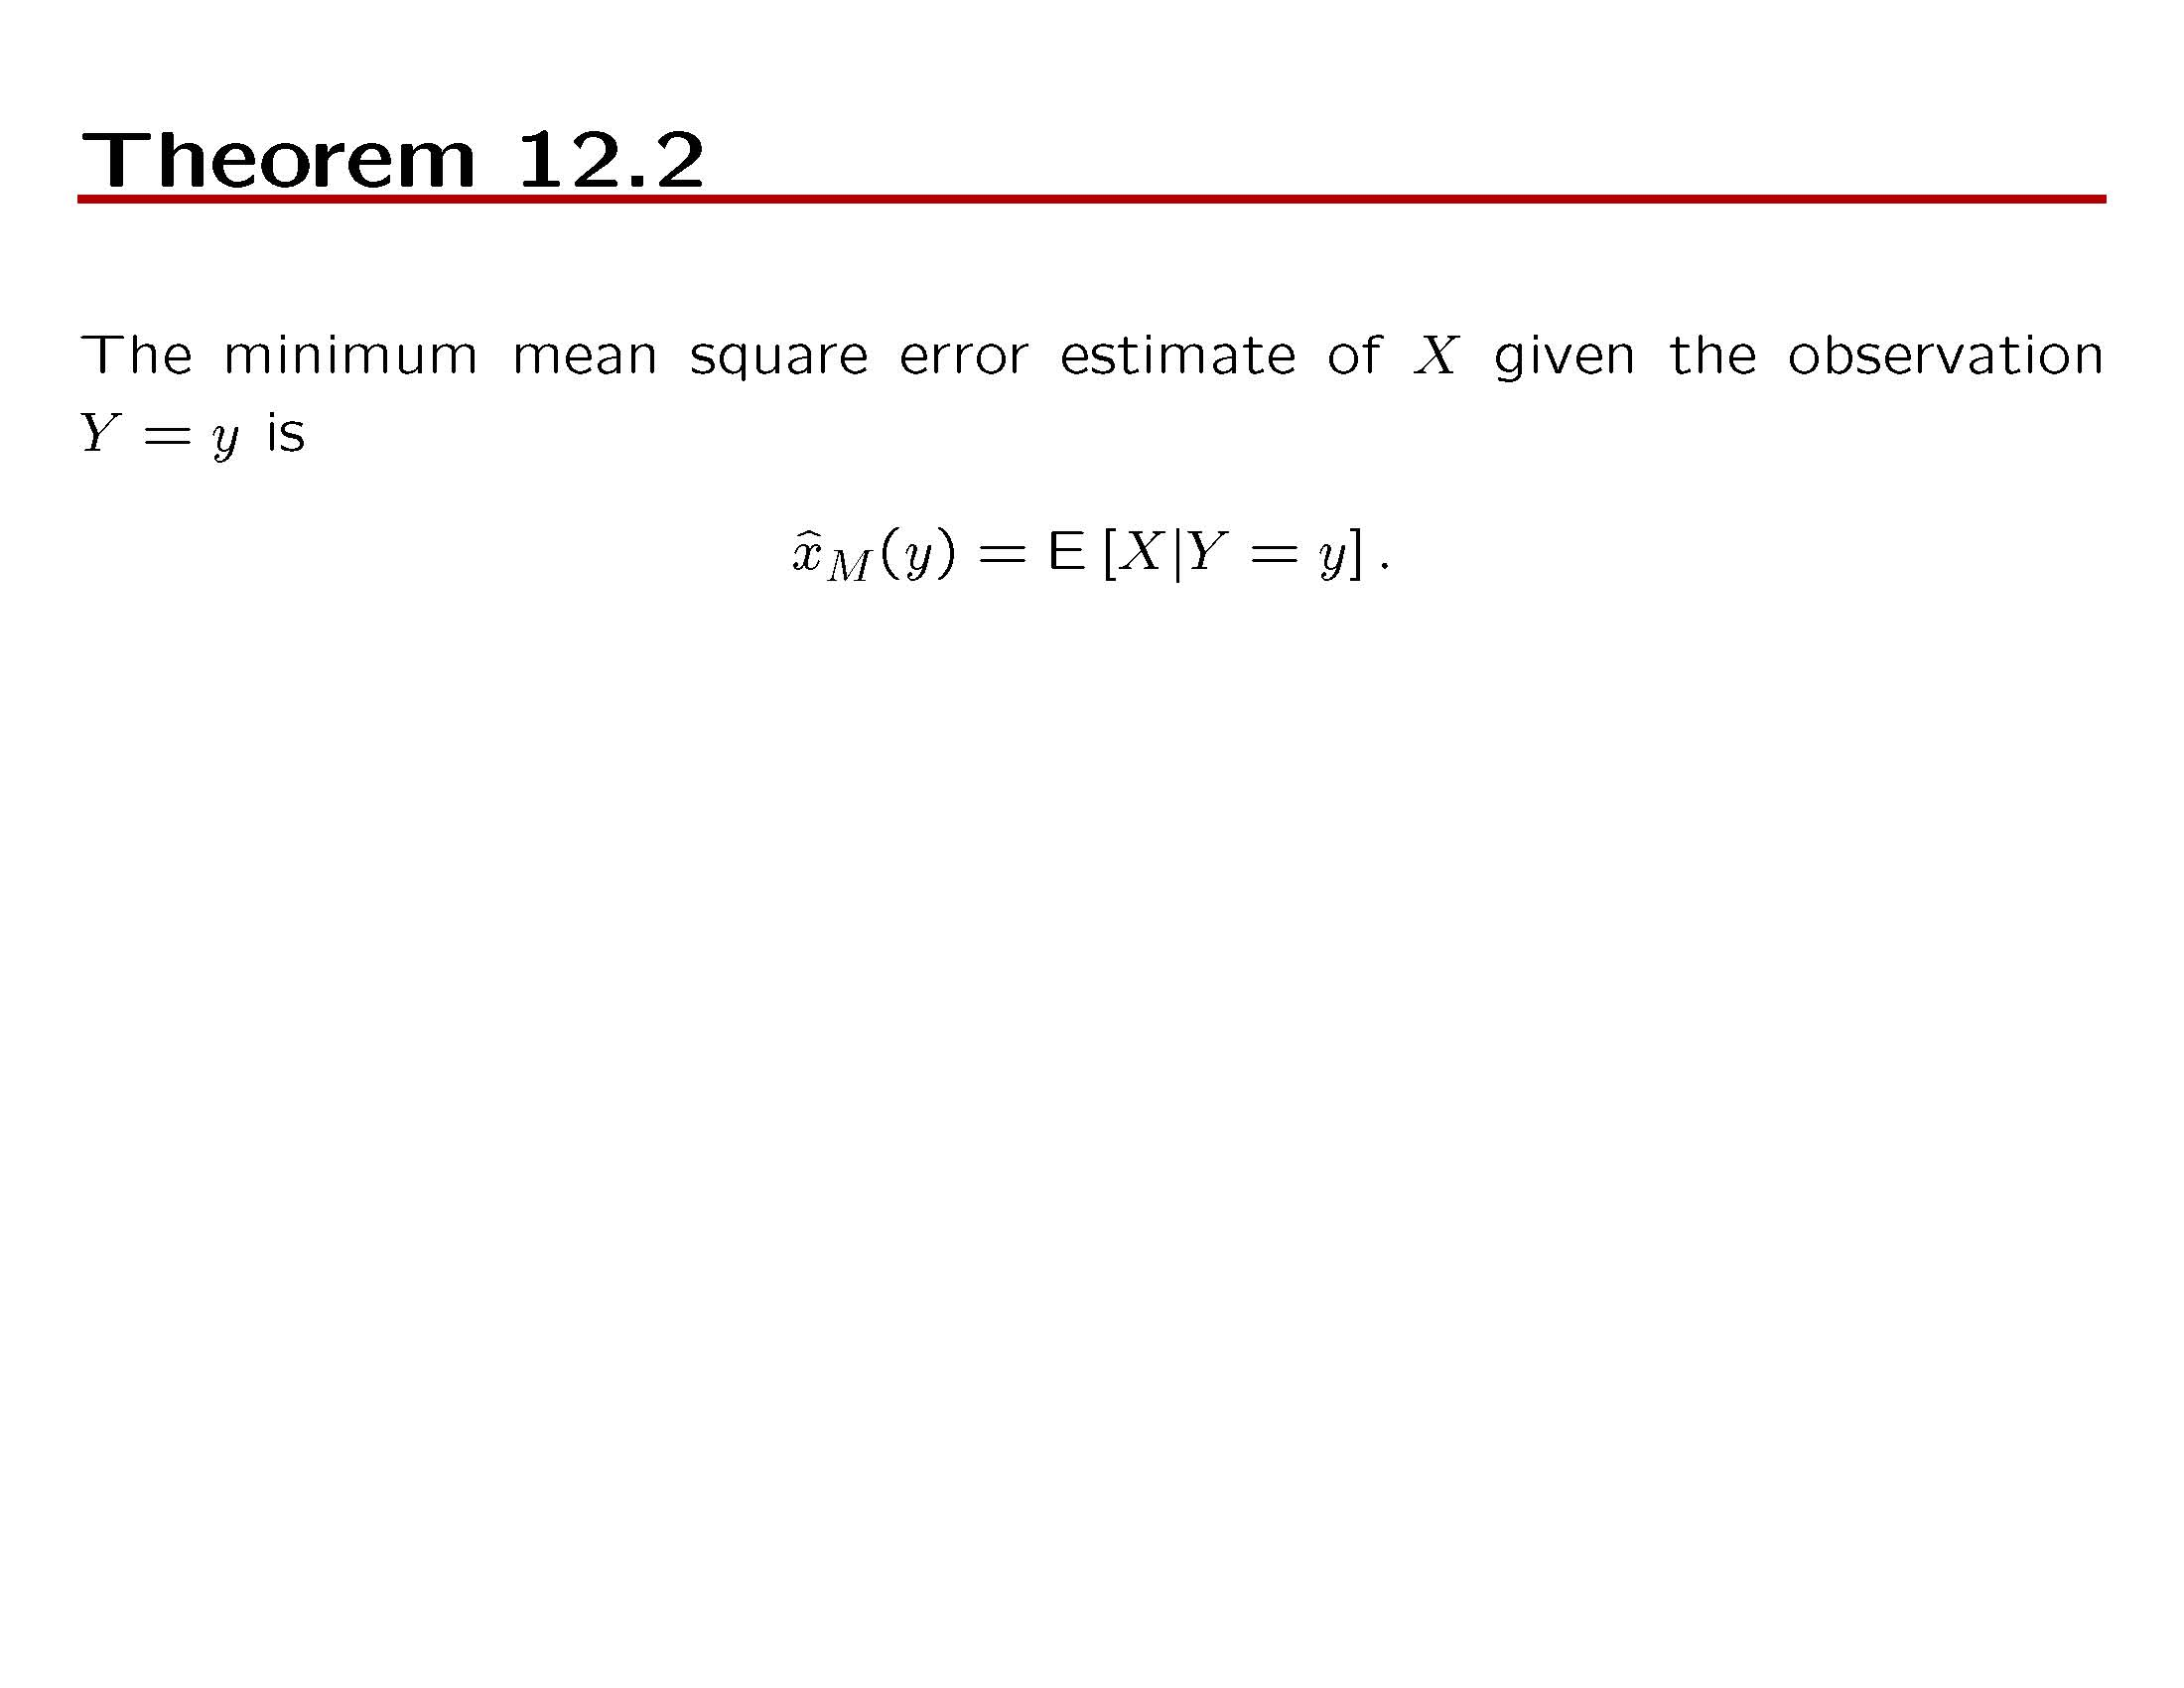 Theorem 12.2
The minimum mean square error estimate of X given the observation
Y = y is
x̂_M(y) = E [X|Y = y] .